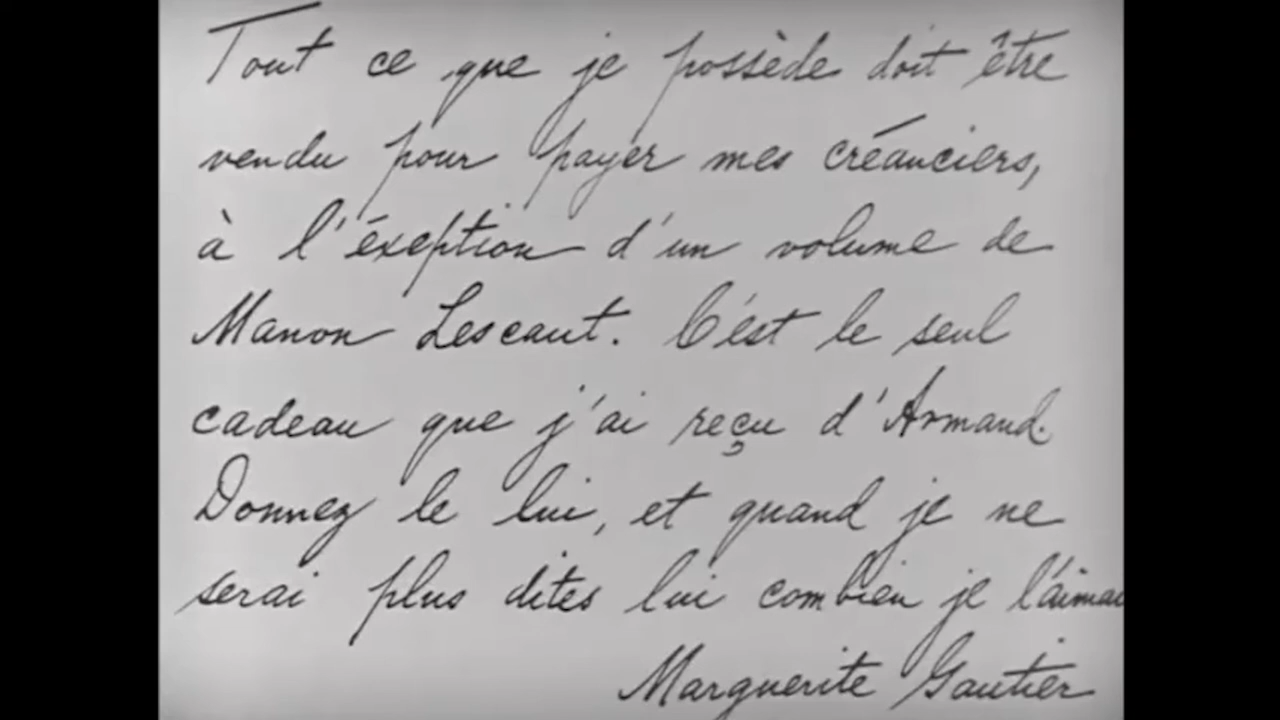 Tout ce que je possède doit être
vendu pour payer mes créanciers,
à l'éxeption d'un volume de
Manon Lescaut. C'ést le seul
cadeau que j'ai reçu d'Armand.
Donnez le lui, et quand je ne
serai plus dites lui combien je l'aimai
Marguerite Gautier